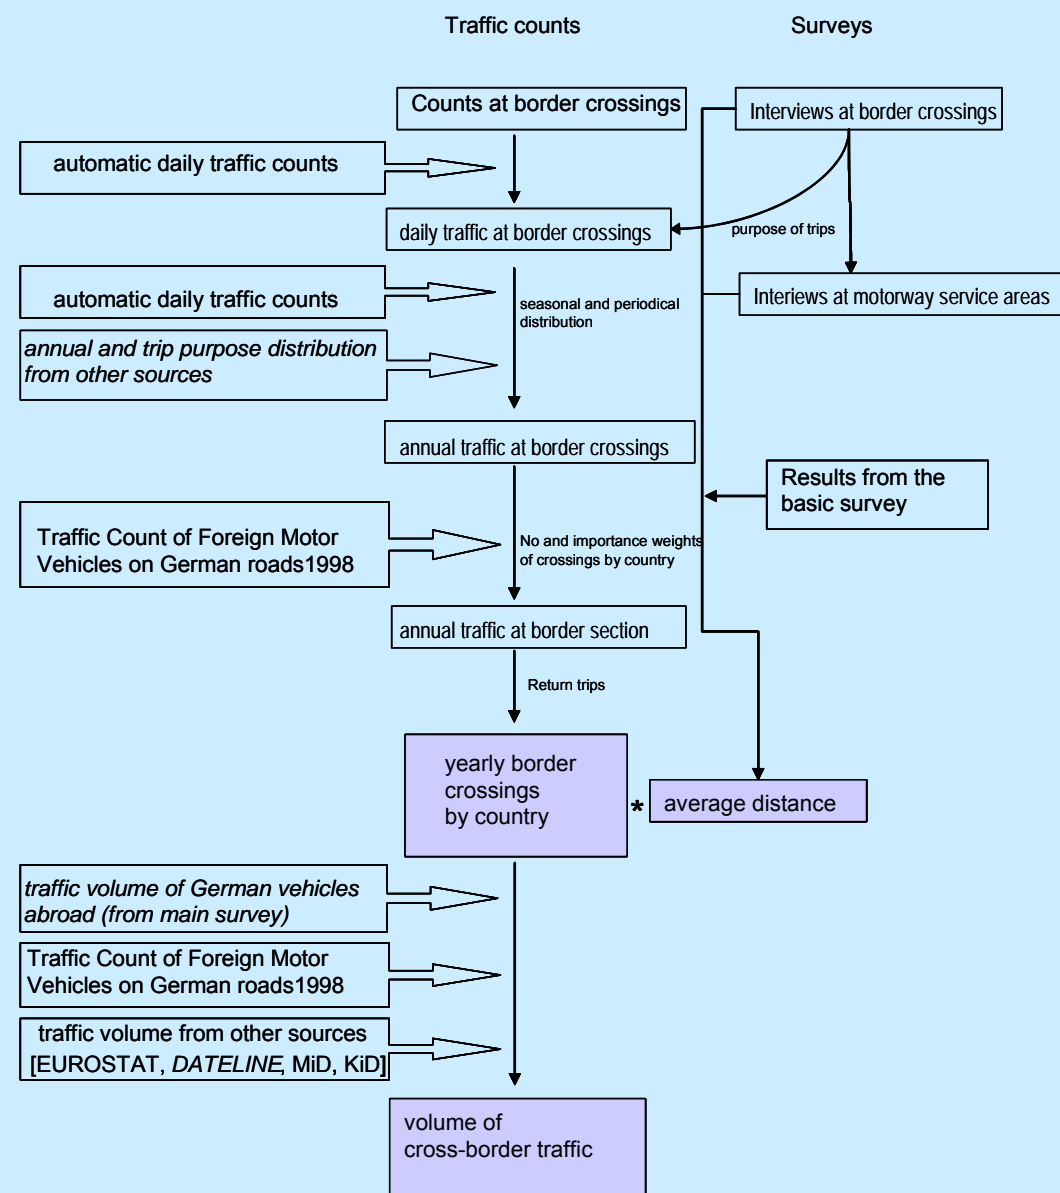 Traffic counts
Surveys
Counts at border crossings
Interviews at border crossings
automatic daily traffic counts
daily traffic at border crossings
purpose of trips
automatic daily traffic counts
seasonal and periodical
distribution
Interiews at motorway service areas
annual and trip purpose distribution
from other sources
annual traffic at border crossings
Results from the
basic survey
Traffic Count of Foreign Motor
Vehicles on German roads1998
No and importance weights
of crossings by country
annual traffic at border section
Return trips
yearly border
crossings
by country
*
average distance
traffic volume of German vehicles
abroad (from main survey)
Traffic Count of Foreign Motor
Vehicles on German roads1998
traffic volume from other sources
[EUROSTAT, DATELINE, MiD, KiD]
volume of
cross-border traffic